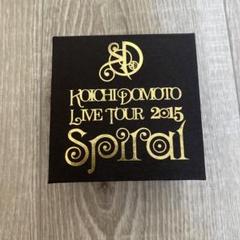 KOICHI DOMOTO
LIVE TOUR 2015
Spiral